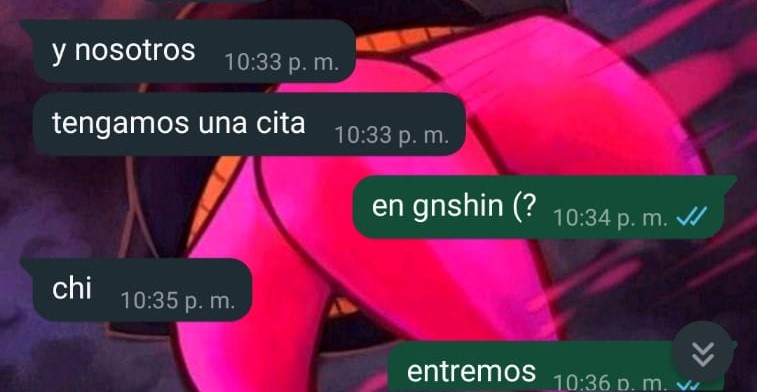 y nosotros 10:33 p. m.
tengamos una cita 10:33 p. m.
en gnshin (? 10:34 p. m.
chi 10:35 p. m.
entremos 10:36 p. m.